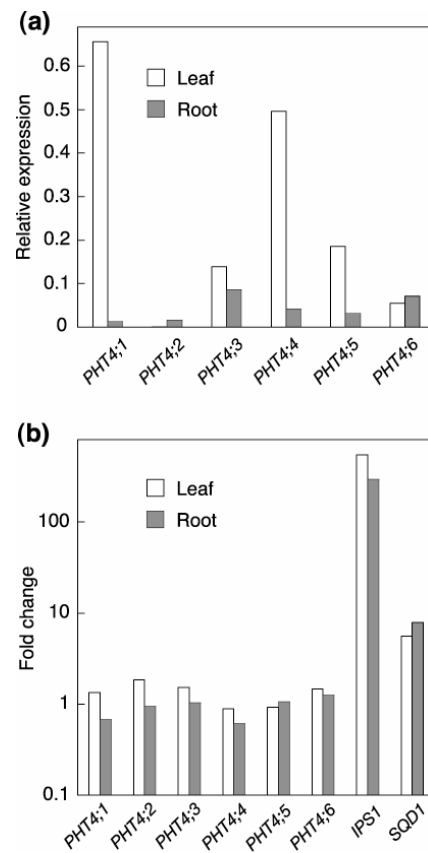 (a)
Relative expression
0.6
0.5
0.4
0.3
0.2
0.1
0
Leaf
Root
PHT4;1
PHT4;2
PHT4;3
PHT4;4
PHT4;5
PHT4;6
(b)
Fold change
100
10
1
0.1
Leaf
Root
PHT4;1
PHT4;2
PHT4;3
PHT4;4
PHT4;5
PHT4;6
IPS1
SQD1